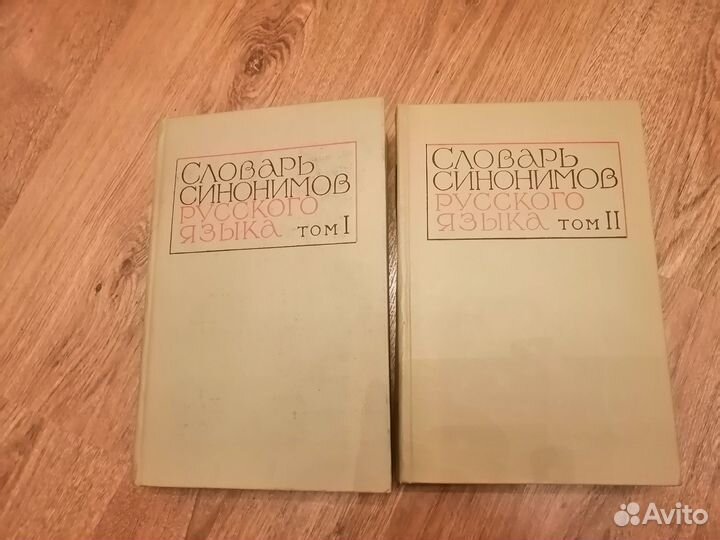 Словарь
синонимов
русского
языка том I
Словарь
синонимов
русского
языка том II
Avito